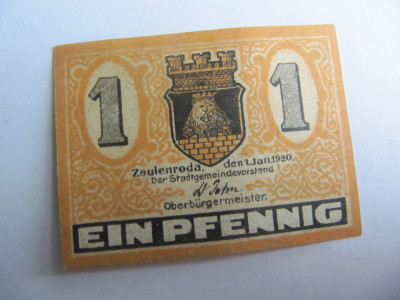 1 1
Zeulenroda, den 1. Jan. 1920.
Der Stadtgemeindevorstand
Oberbürgermeister.
EIN PFENNIG